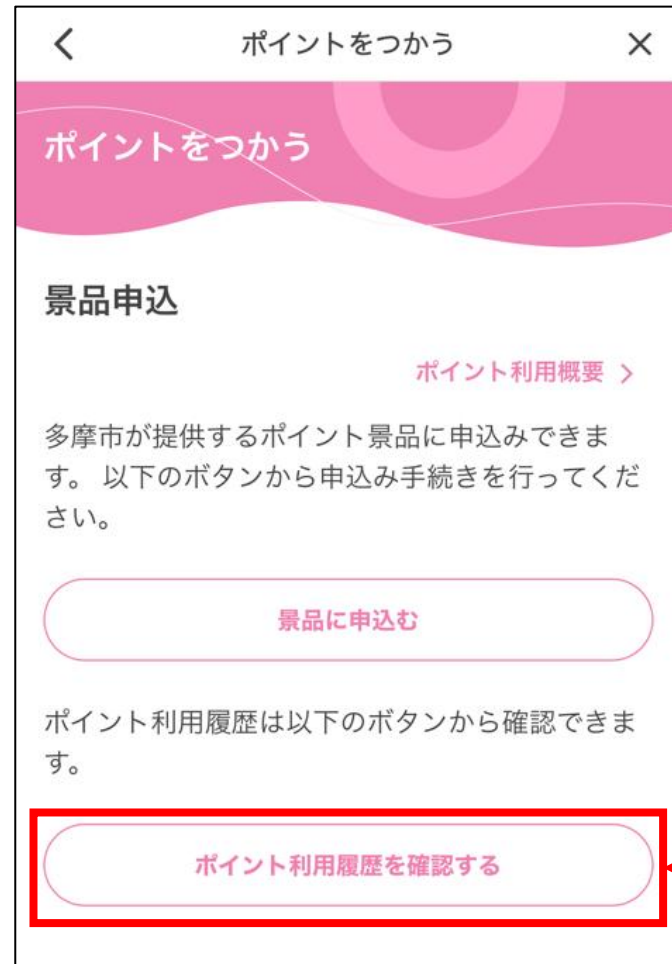 ポイントをつかう
ポイントをつかう
景品申込
ポイント利用概要
多摩市が提供するポイント景品に申込みできま
す。 以下のボタンから申込み手続きを行ってくだ
さい。
景品に申込む
ポイント利用履歴は以下のボタンから確認できま
す。
ポイント利用履歴を確認する